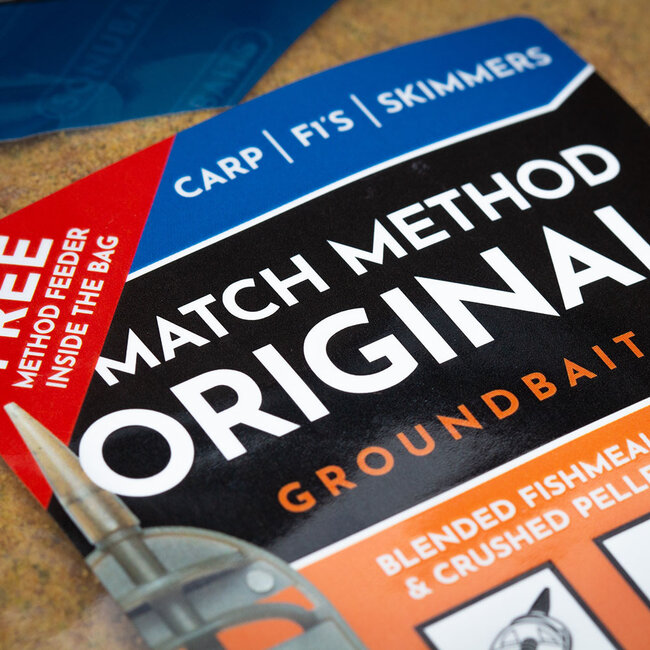 CARP | F1'S | SKIMMERS
FREE
METHOD FEEDER
INSIDE THE BAG
MATCH METHOD
ORIGINAL
GROUNDBAIT
BLENDED FISHMEAL
& CRUSHED PELLE